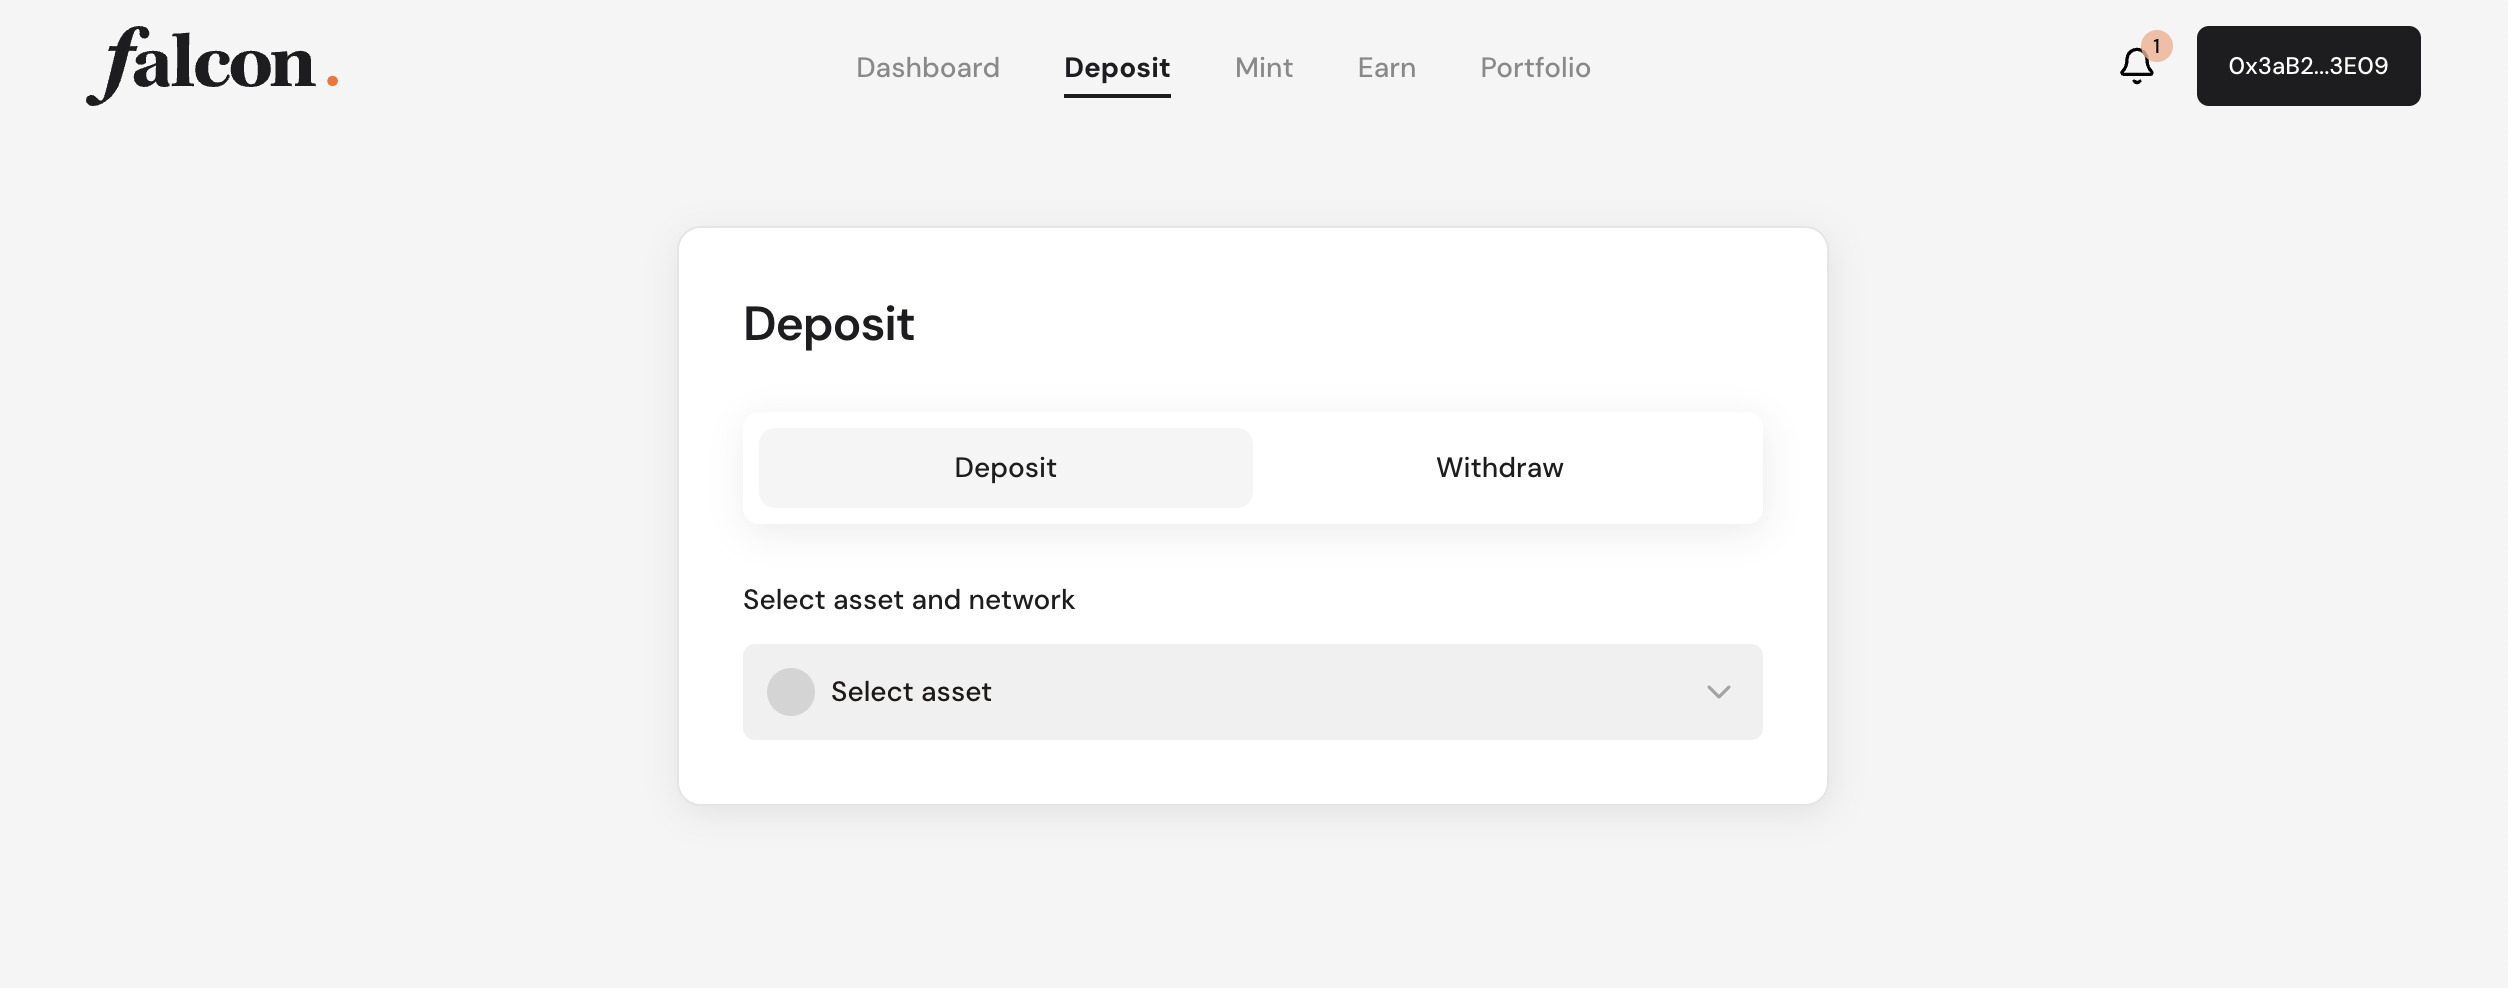 falcon.
Dashboard Deposit Mint Earn Portfolio
1
0x3aB2...3E09
Deposit
Deposit Withdraw
Select asset and network
Select asset